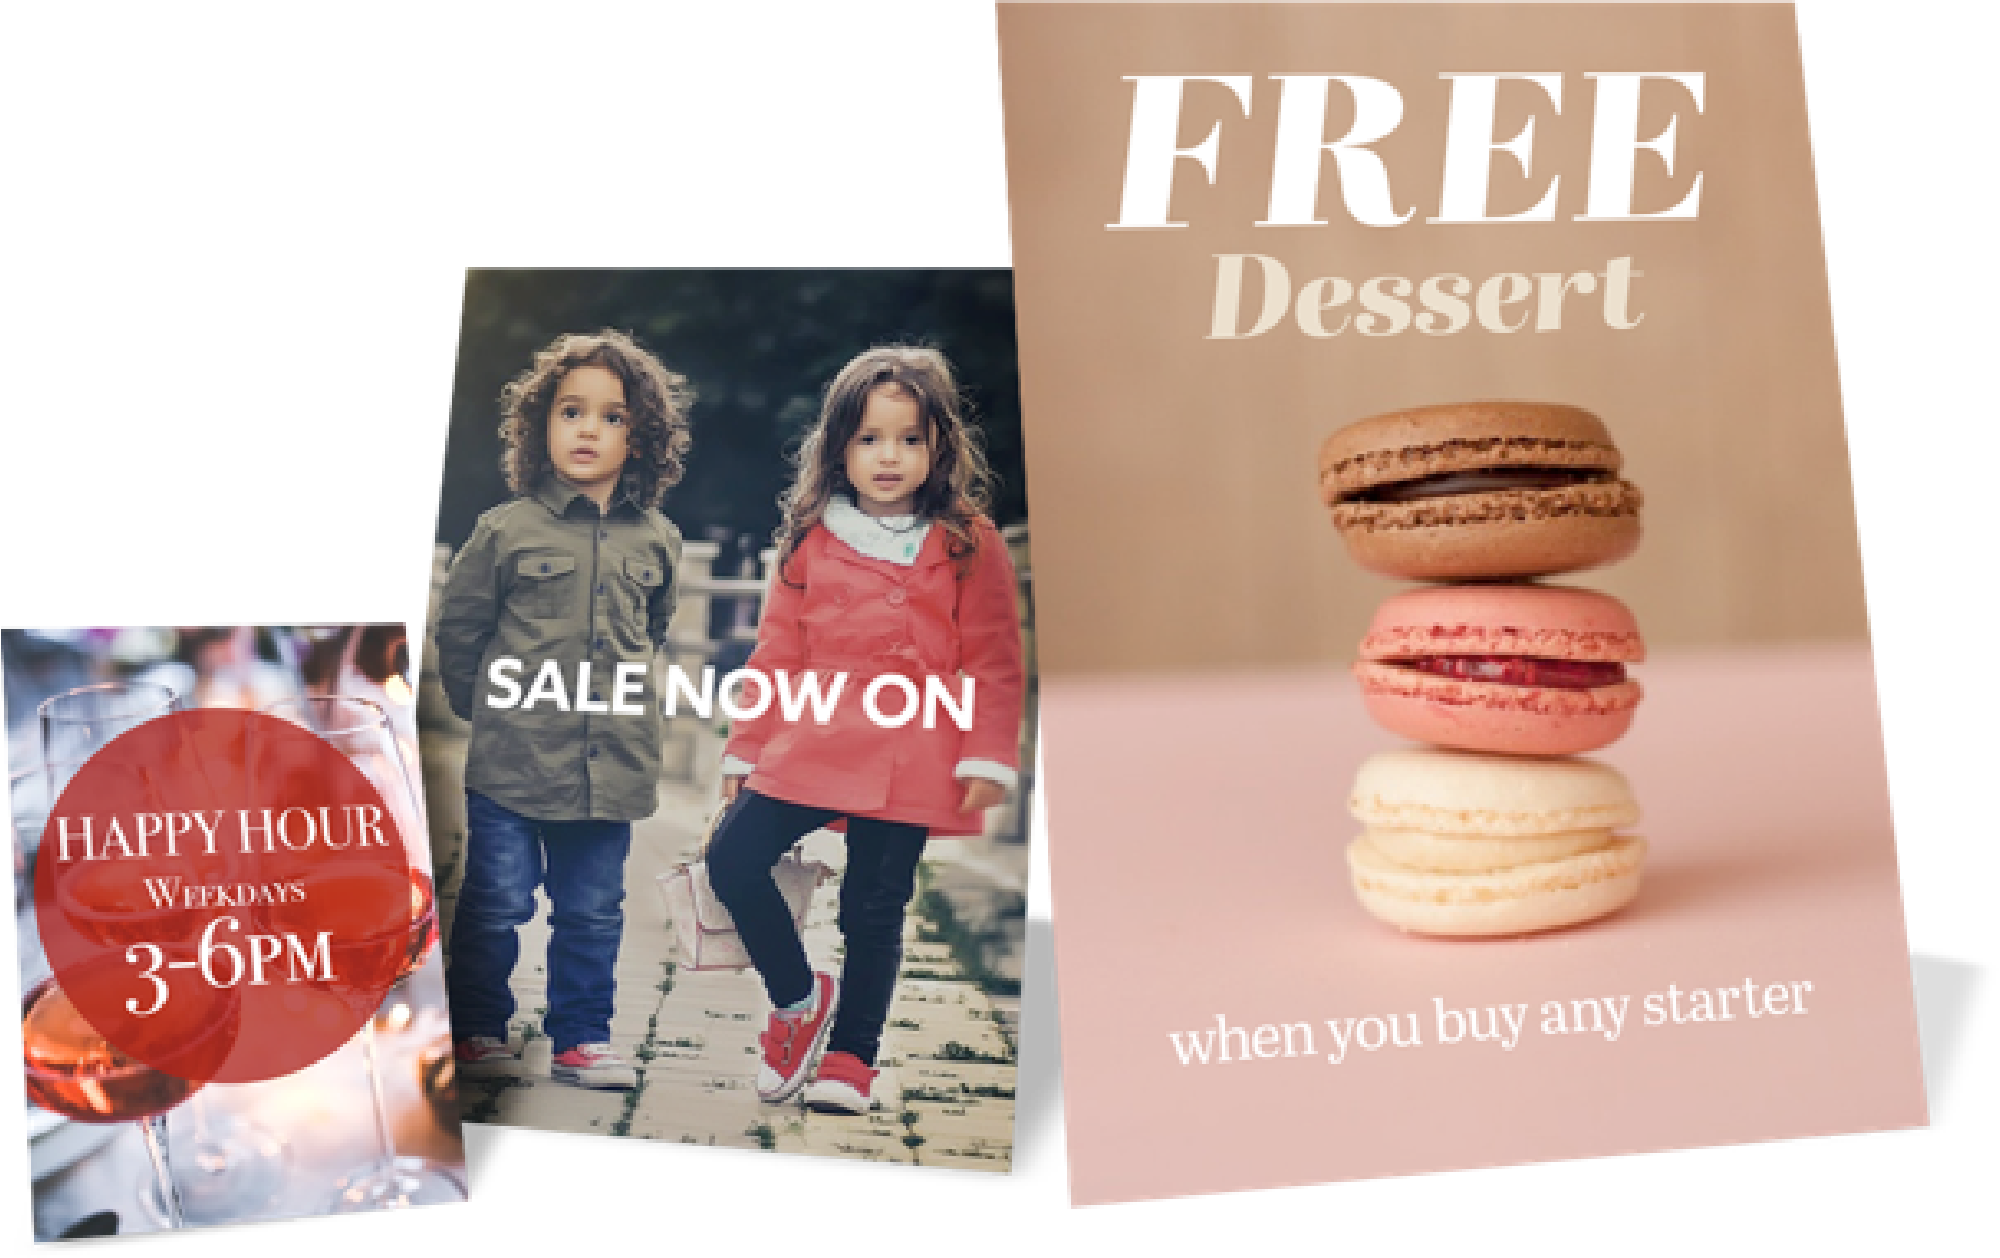 HAPPY HOUR
WEEKDAYS
3-6PM
SALE NOW ON
FREE
Dessert
when you buy any starter